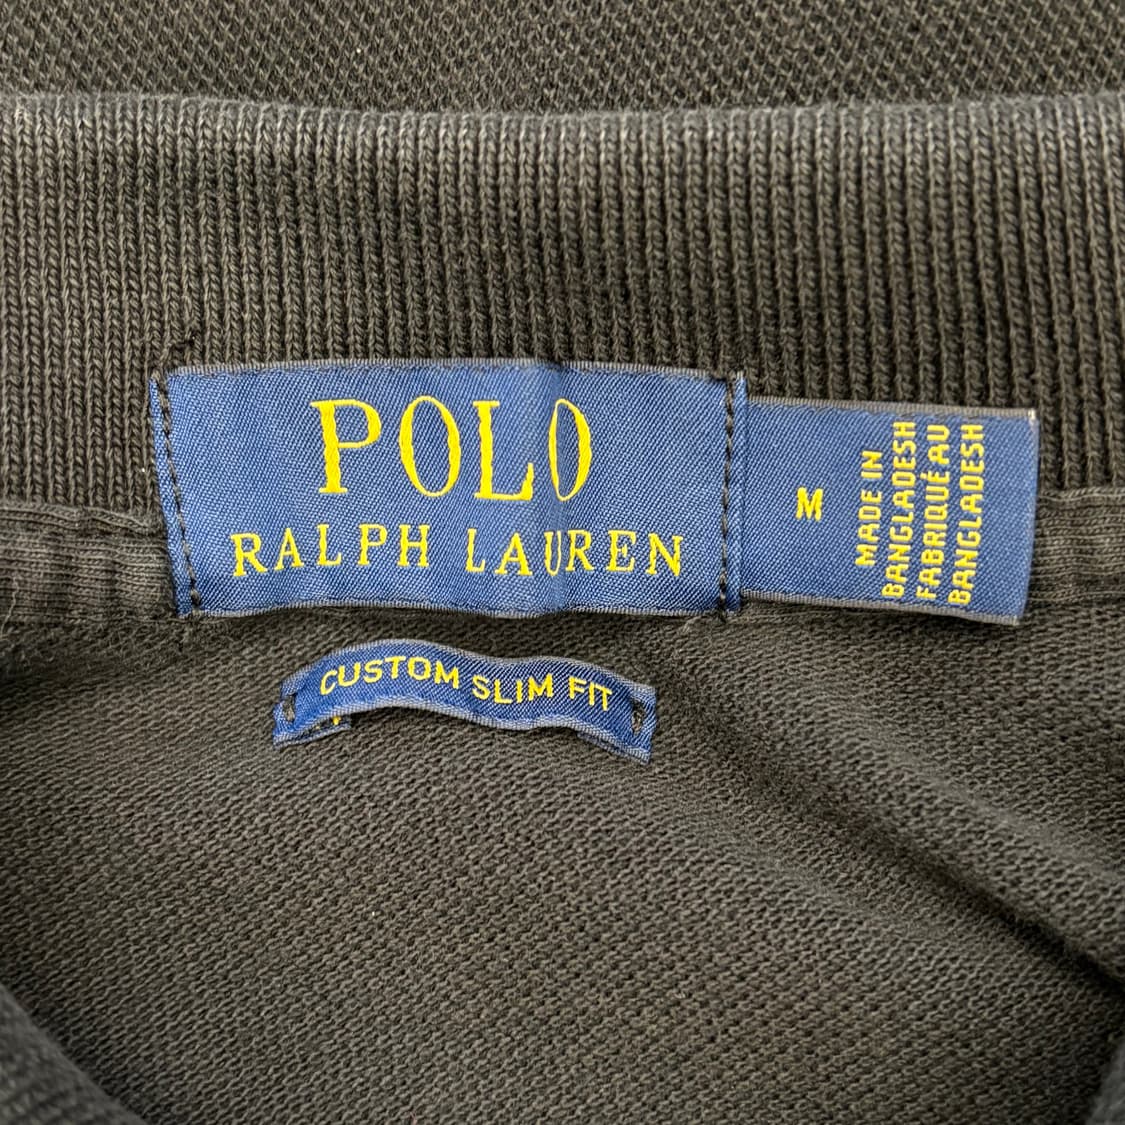 POLO
RALPH LAUREN
M
MADE IN
BANGLADESH
FABRIQUÉ AU
BANGLADESH
CUSTOM SLIM FIT